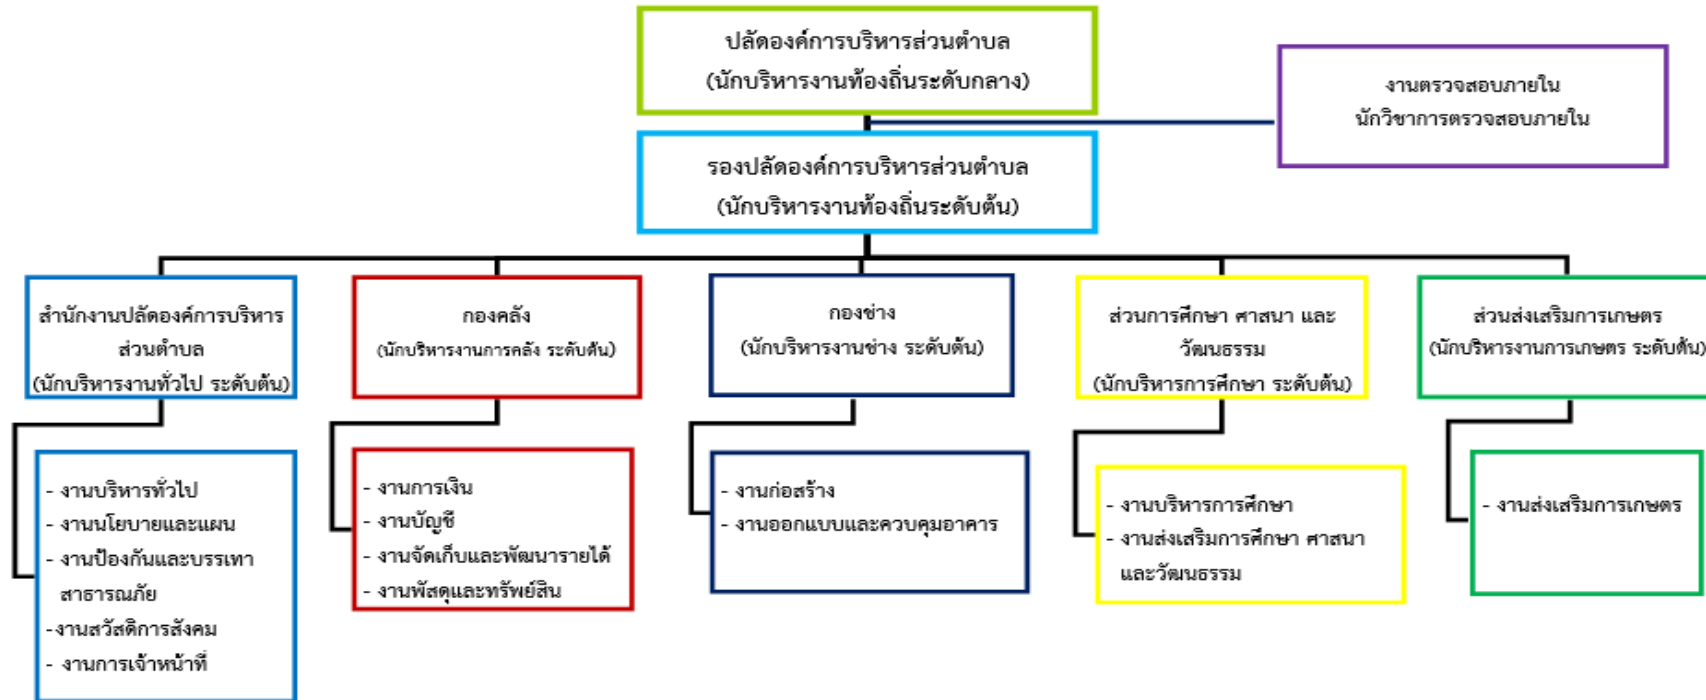 ปลัดองค์การบริหารส่วนตำบล
(นักบริหารงานท้องถิ่นระดับกลาง)
งานตรวจสอบภายใน
นักวิชาการตรวจสอบภายใน
รองปลัดองค์การบริหารส่วนตำบล
(นักบริหารงานท้องถิ่นระดับต้น)
สำนักงานปลัดองค์การบริหาร
ส่วนตำบล
(นักบริหารงานทั่วไป ระดับต้น)
กองคลัง
(นักบริหารงานการคลัง ระดับต้น)
กองช่าง
(นักบริหารงานช่าง ระดับต้น)
ส่วนการศึกษา ศาสนา และ
วัฒนธรรม
(นักบริหารการศึกษา ระดับต้น)
ส่วนส่งเสริมการเกษตร
(นักบริหารงานการเกษตร ระดับต้น)
- งานบริหารทั่วไป
- งานนโยบายและแผน
- งานป้องกันและบรรเทา
สาธารณภัย
-งานสวัสดิการสังคม
- งานการเจ้าหน้าที่
- งานการเงิน
- งานบัญชี
- งานจัดเก็บและพัฒนารายได้
- งานพัสดุและทรัพย์สิน
- งานก่อสร้าง
- งานออกแบบและควบคุมอาคาร
- งานบริหารการศึกษา
- งานส่งเสริมการศึกษา ศาสนา
และวัฒนธรรม
- งานส่งเสริมการเกษตร